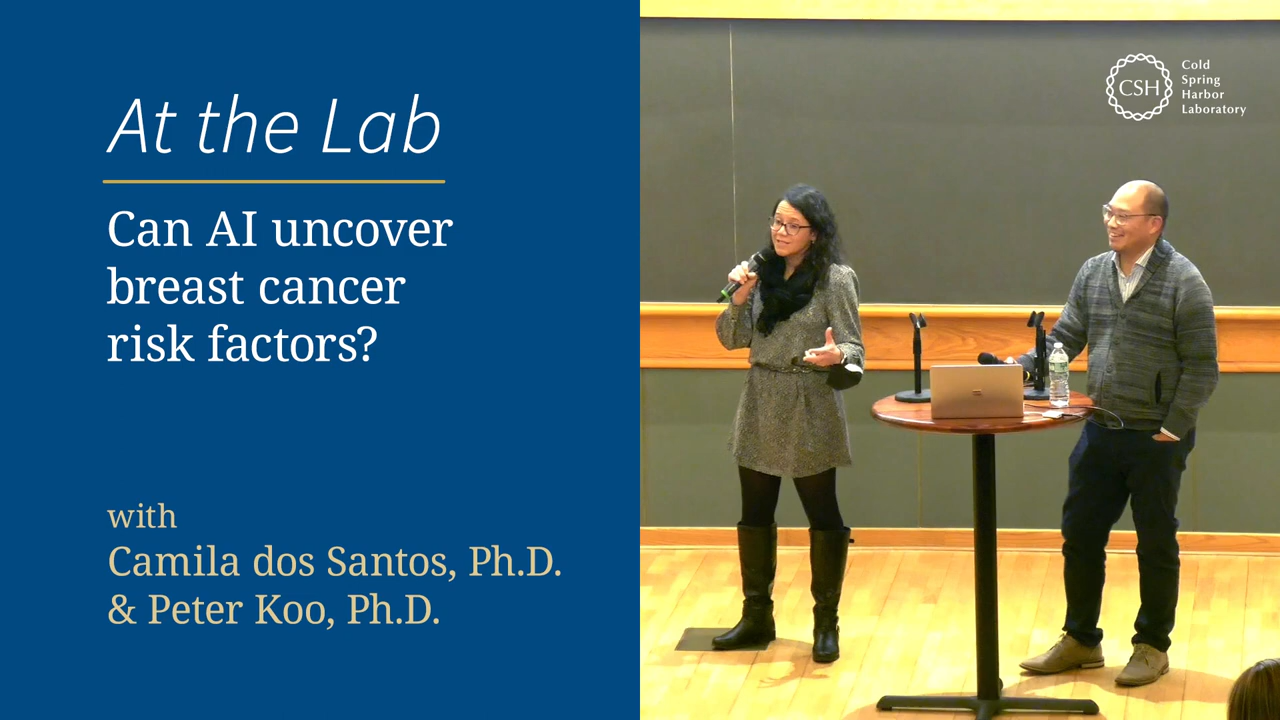 At the Lab
Can AI uncover
breast cancer
risk factors?
with
Camila dos Santos, Ph.D.
& Peter Koo, Ph.D.
CSH
Cold
Spring
Harbor
Laboratory